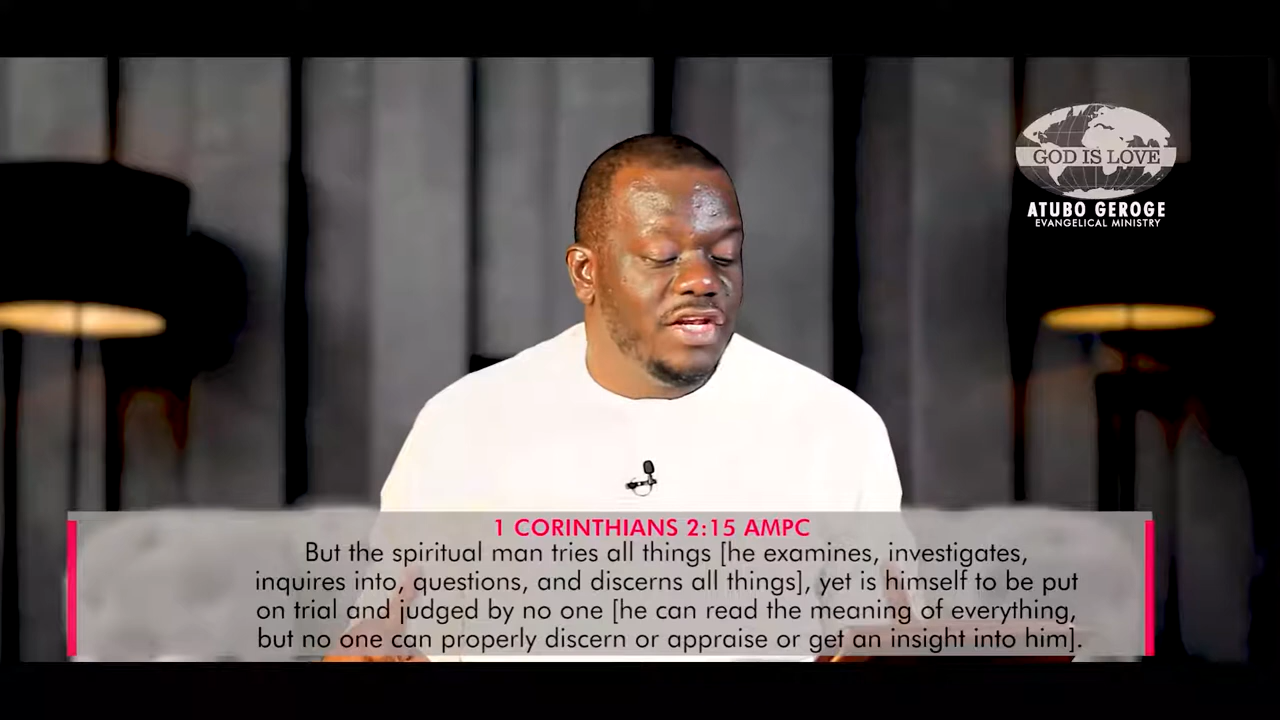 GOD IS LOVE
ATUBO GEROGE
EVANGELICAL MINISTRY
1 CORINTHIANS 2:15 AMPC
But the spiritual man tries all things [he examines, investigates,
inquires into, questions, and discerns all things], yet is himself to be put
on trial and judged by no one [he can read the meaning of everything,
but no one can properly discern or appraise or get an insight into him].